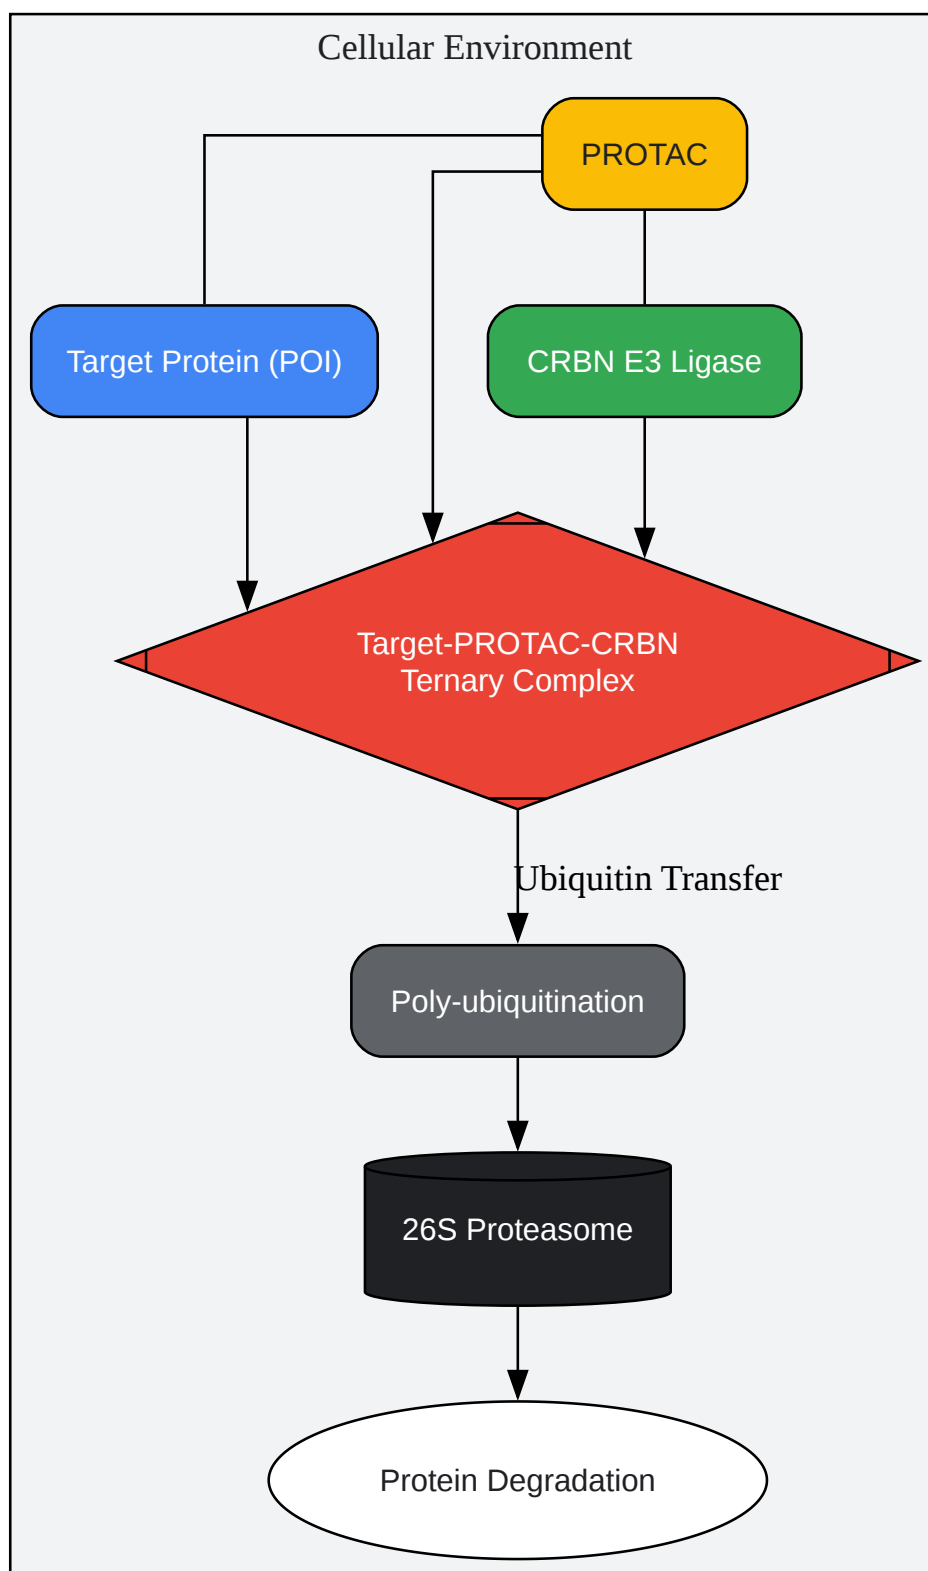 Cellular Environment
PROTAC
Target Protein (POI)
CRBN E3 Ligase
Target-PROTAC-CRBN
Ternary Complex
Ubiquitin Transfer
Poly-ubiquitination
26S Proteasome
Protein Degradation